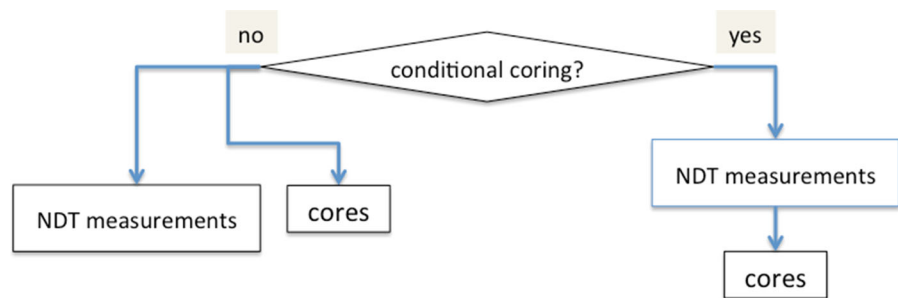 no
yes
conditional coring?
NDT measurements
cores
NDT measurements
cores